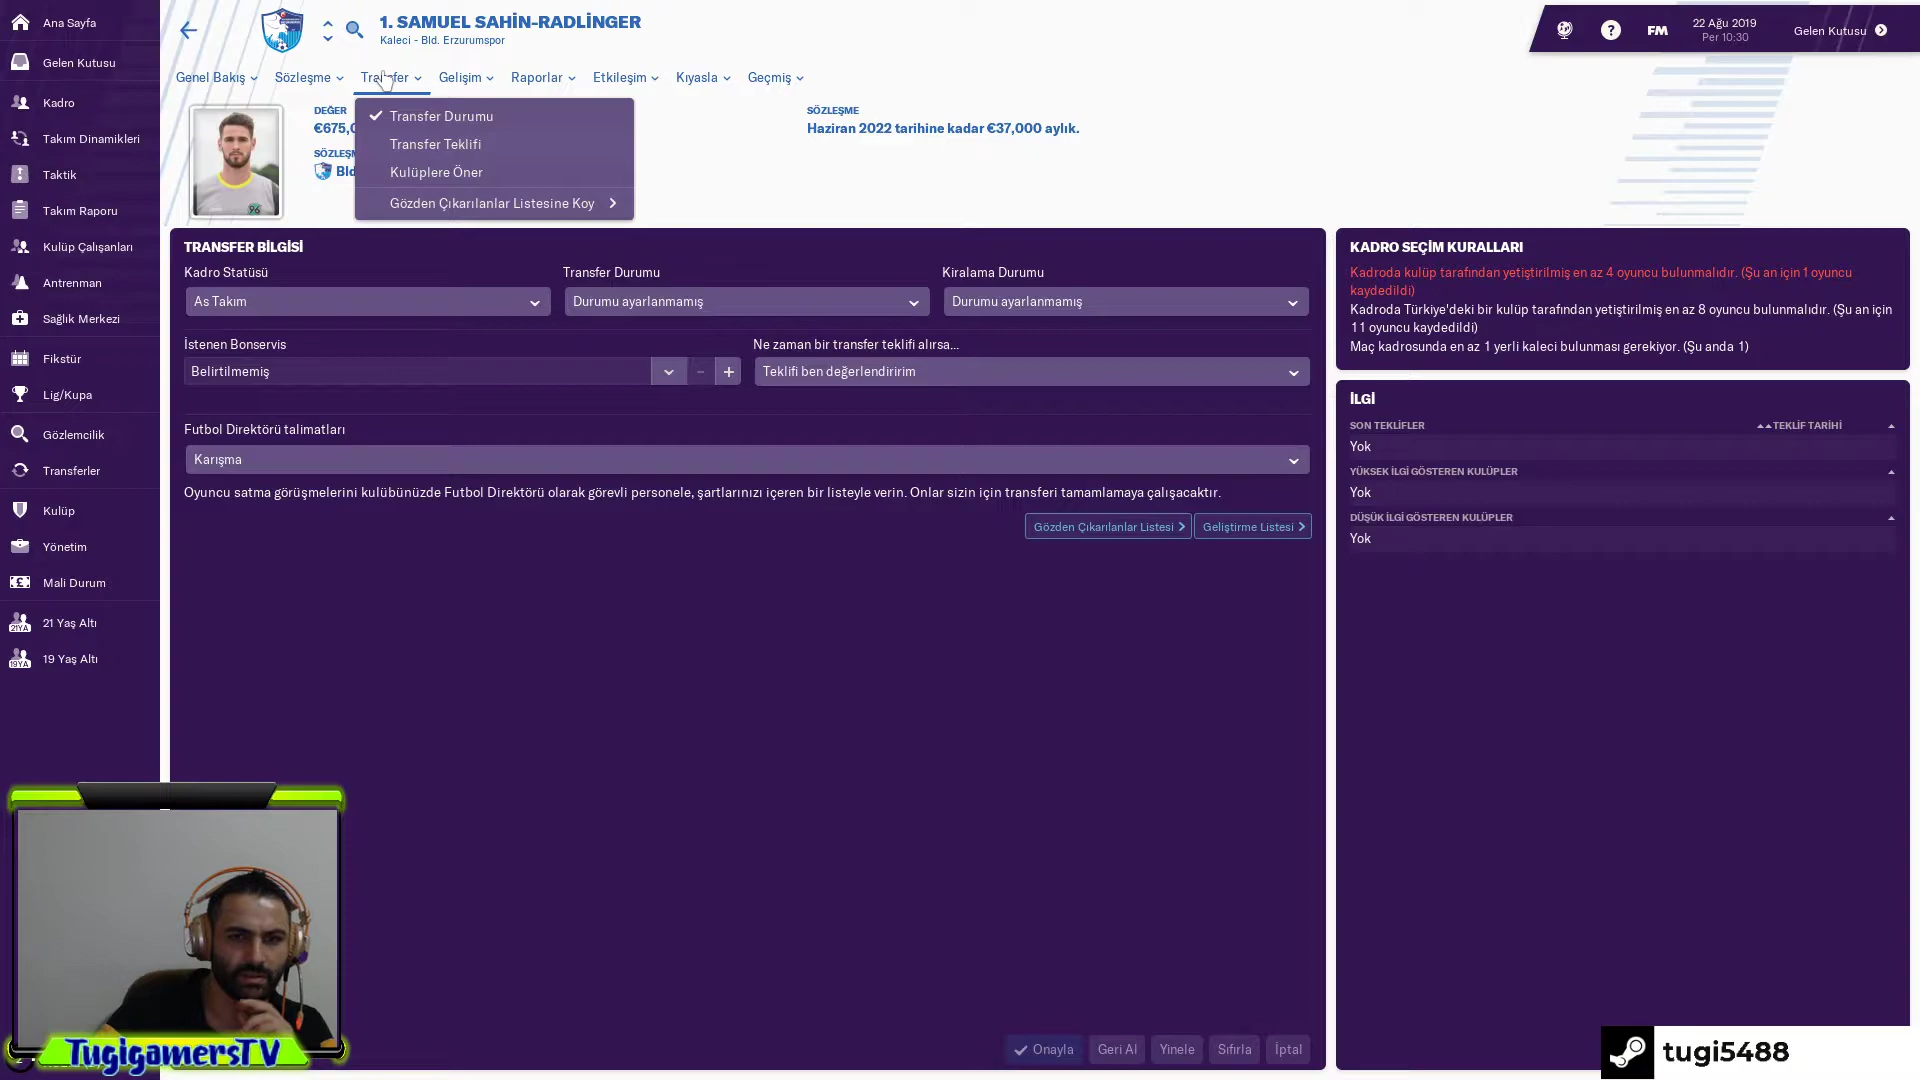 Ana Sayfa
Gelen Kutusu
Kadro
Takım Dinamikleri
Taktik
Takım Raporu
Kulüp Çalışanları
Antrenman
Sağlık Merkezi
Fikstür
Lig/Kupa
Gözlemcilik
Transferler
Kulüp
Yönetim
Mali Durum
21YA 21 Yaş Altı
19YA 19 Yaş Altı
1. SAMUEL SAHİN-RADLİNGER
Kaleci - Bld. Erzurumspor
FM
22 Ağu 2019
Per 10:30
Gelen Kutusu
Genel Bakış Sözleşme Transfer Gelişim Raporlar Etkileşim Kıyasla Geçmiş
DEĞER
€675,0
SÖZLEŞM
Bld
Transfer Durumu
Transfer Teklifi
Kulüplere Öner
Gözden Çıkarılanlar Listesine Koy
SÖZLEŞME
Haziran 2022 tarihine kadar €37,000 aylık.
96
TRANSFER BİLGİSİ
Kadro Statüsü Transfer Durumu Kiralama Durumu
As Takım Durumu ayarlanmamış Durumu ayarlanmamış
İstenen Bonservis Ne zaman bir transfer teklifi alırsa...
Belirtilmemiş - + Teklifi ben değerlendiririm
Futbol Direktörü talimatları
Karışma
Oyuncu satma görüşmelerini kulübünüzde Futbol Direktörü olarak görevli personele, şartlarınızı içeren bir listeyle verin. Onlar sizin için transferi tamamlamaya çalışacaktır.
Gözden Çıkarılanlar Listesi Geliştirme Listesi
Onayla Geri Al Yinele Sıfırla İptal
KADRO SEÇİM KURALLARI
Kadroda kulüp tarafından yetiştirilmiş en az 4 oyuncu bulunmalıdır. (Şu an için 1 oyuncu
kaydedildi)
Kadroda Türkiye'deki bir kulüp tarafından yetiştirilmiş en az 8 oyuncu bulunmalıdır. (Şu an için
11 oyuncu kaydedildi)
Maç kadrosunda en az 1 yerli kaleci bulunması gerekiyor. (Şu anda 1)
İLGİ
SON TEKLİFLER TEKLİF TARİHİ
Yok
YÜKSEK İLGİ GÖSTEREN KULÜPLER
Yok
DÜŞÜK İLGİ GÖSTEREN KULÜPLER
Yok
TugigamersTV
tugi5488